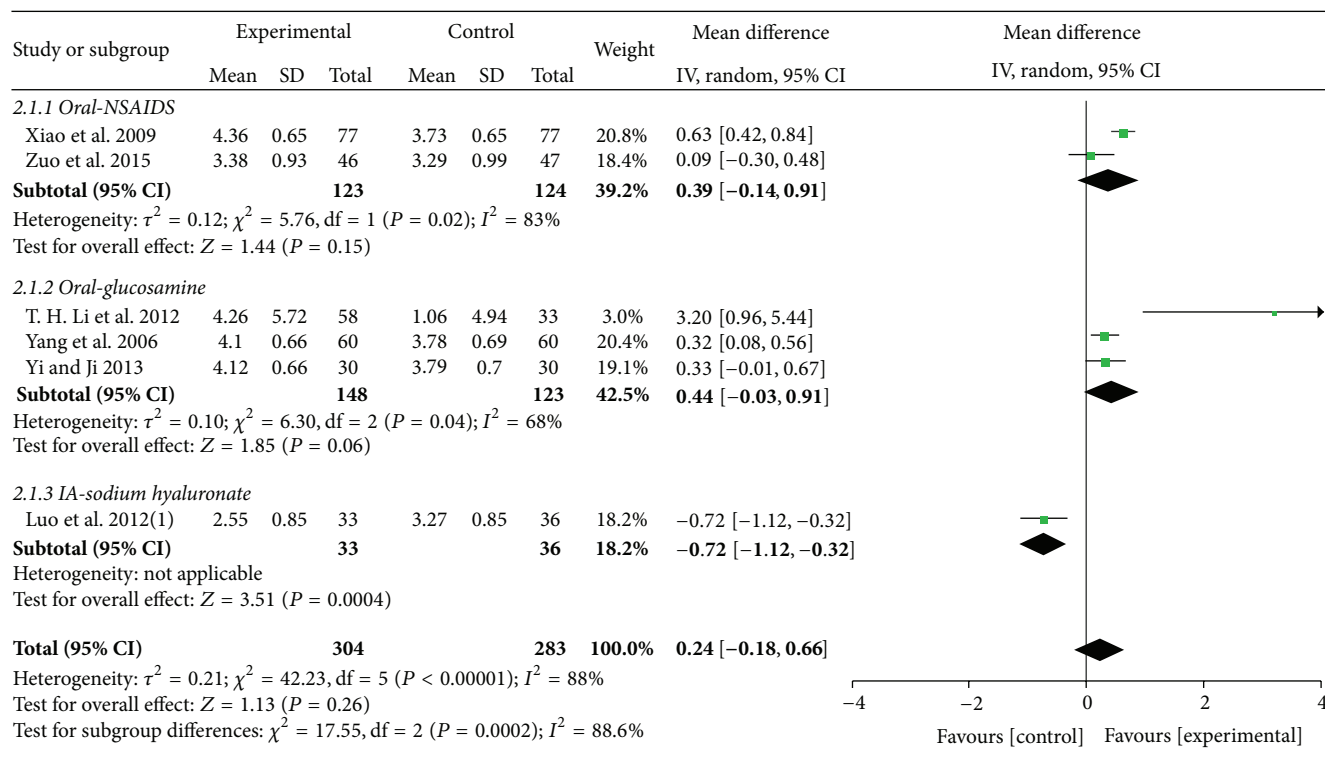 Study or subgroup Experimental Control Weight Mean difference Mean difference
Mean SD Total Mean SD Total IV, random, 95% CI IV, random, 95% CI
2.1.1 Oral-NSAIDS
Xiao et al. 2009 4.36 0.65 77 3.73 0.65 77 20.8% 0.63 [0.42, 0.84]
Zuo et al. 2015 3.38 0.93 46 3.29 0.99 47 18.4% 0.09 [−0.30, 0.48]
Subtotal (95% CI) 123 124 39.2% 0.39 [−0.14, 0.91]
Heterogeneity: τ² = 0.12; χ² = 5.76, df = 1 (P = 0.02); I² = 83%
Test for overall effect: Z = 1.44 (P = 0.15)
2.1.2 Oral-glucosamine
T. H. Li et al. 2012 4.26 5.72 58 1.06 4.94 33 3.0% 3.20 [0.96, 5.44]
Yang et al. 2006 4.1 0.66 60 3.78 0.69 60 20.4% 0.32 [0.08, 0.56]
Yi and Ji 2013 4.12 0.66 30 3.79 0.7 30 19.1% 0.33 [−0.01, 0.67]
Subtotal (95% CI) 148 123 42.5% 0.44 [−0.03, 0.91]
Heterogeneity: τ² = 0.10; χ² = 6.30, df = 2 (P = 0.04); I² = 68%
Test for overall effect: Z = 1.85 (P = 0.06)
2.1.3 IA-sodium hyaluronate
Luo et al. 2012(1) 2.55 0.85 33 3.27 0.85 36 18.2% −0.72 [−1.12, −0.32]
Subtotal (95% CI) 33 36 18.2% −0.72 [−1.12, −0.32]
Heterogeneity: not applicable
Test for overall effect: Z = 3.51 (P = 0.0004)
Total (95% CI) 304 283 100.0% 0.24 [−0.18, 0.66]
Heterogeneity: τ² = 0.21; χ² = 42.23, df = 5 (P < 0.00001); I² = 88%
Test for overall effect: Z = 1.13 (P = 0.26)
Test for subgroup differences: χ² = 17.55, df = 2 (P = 0.0002); I² = 88.6%
−4 −2 0 2 4
Favours [control] Favours [experimental]